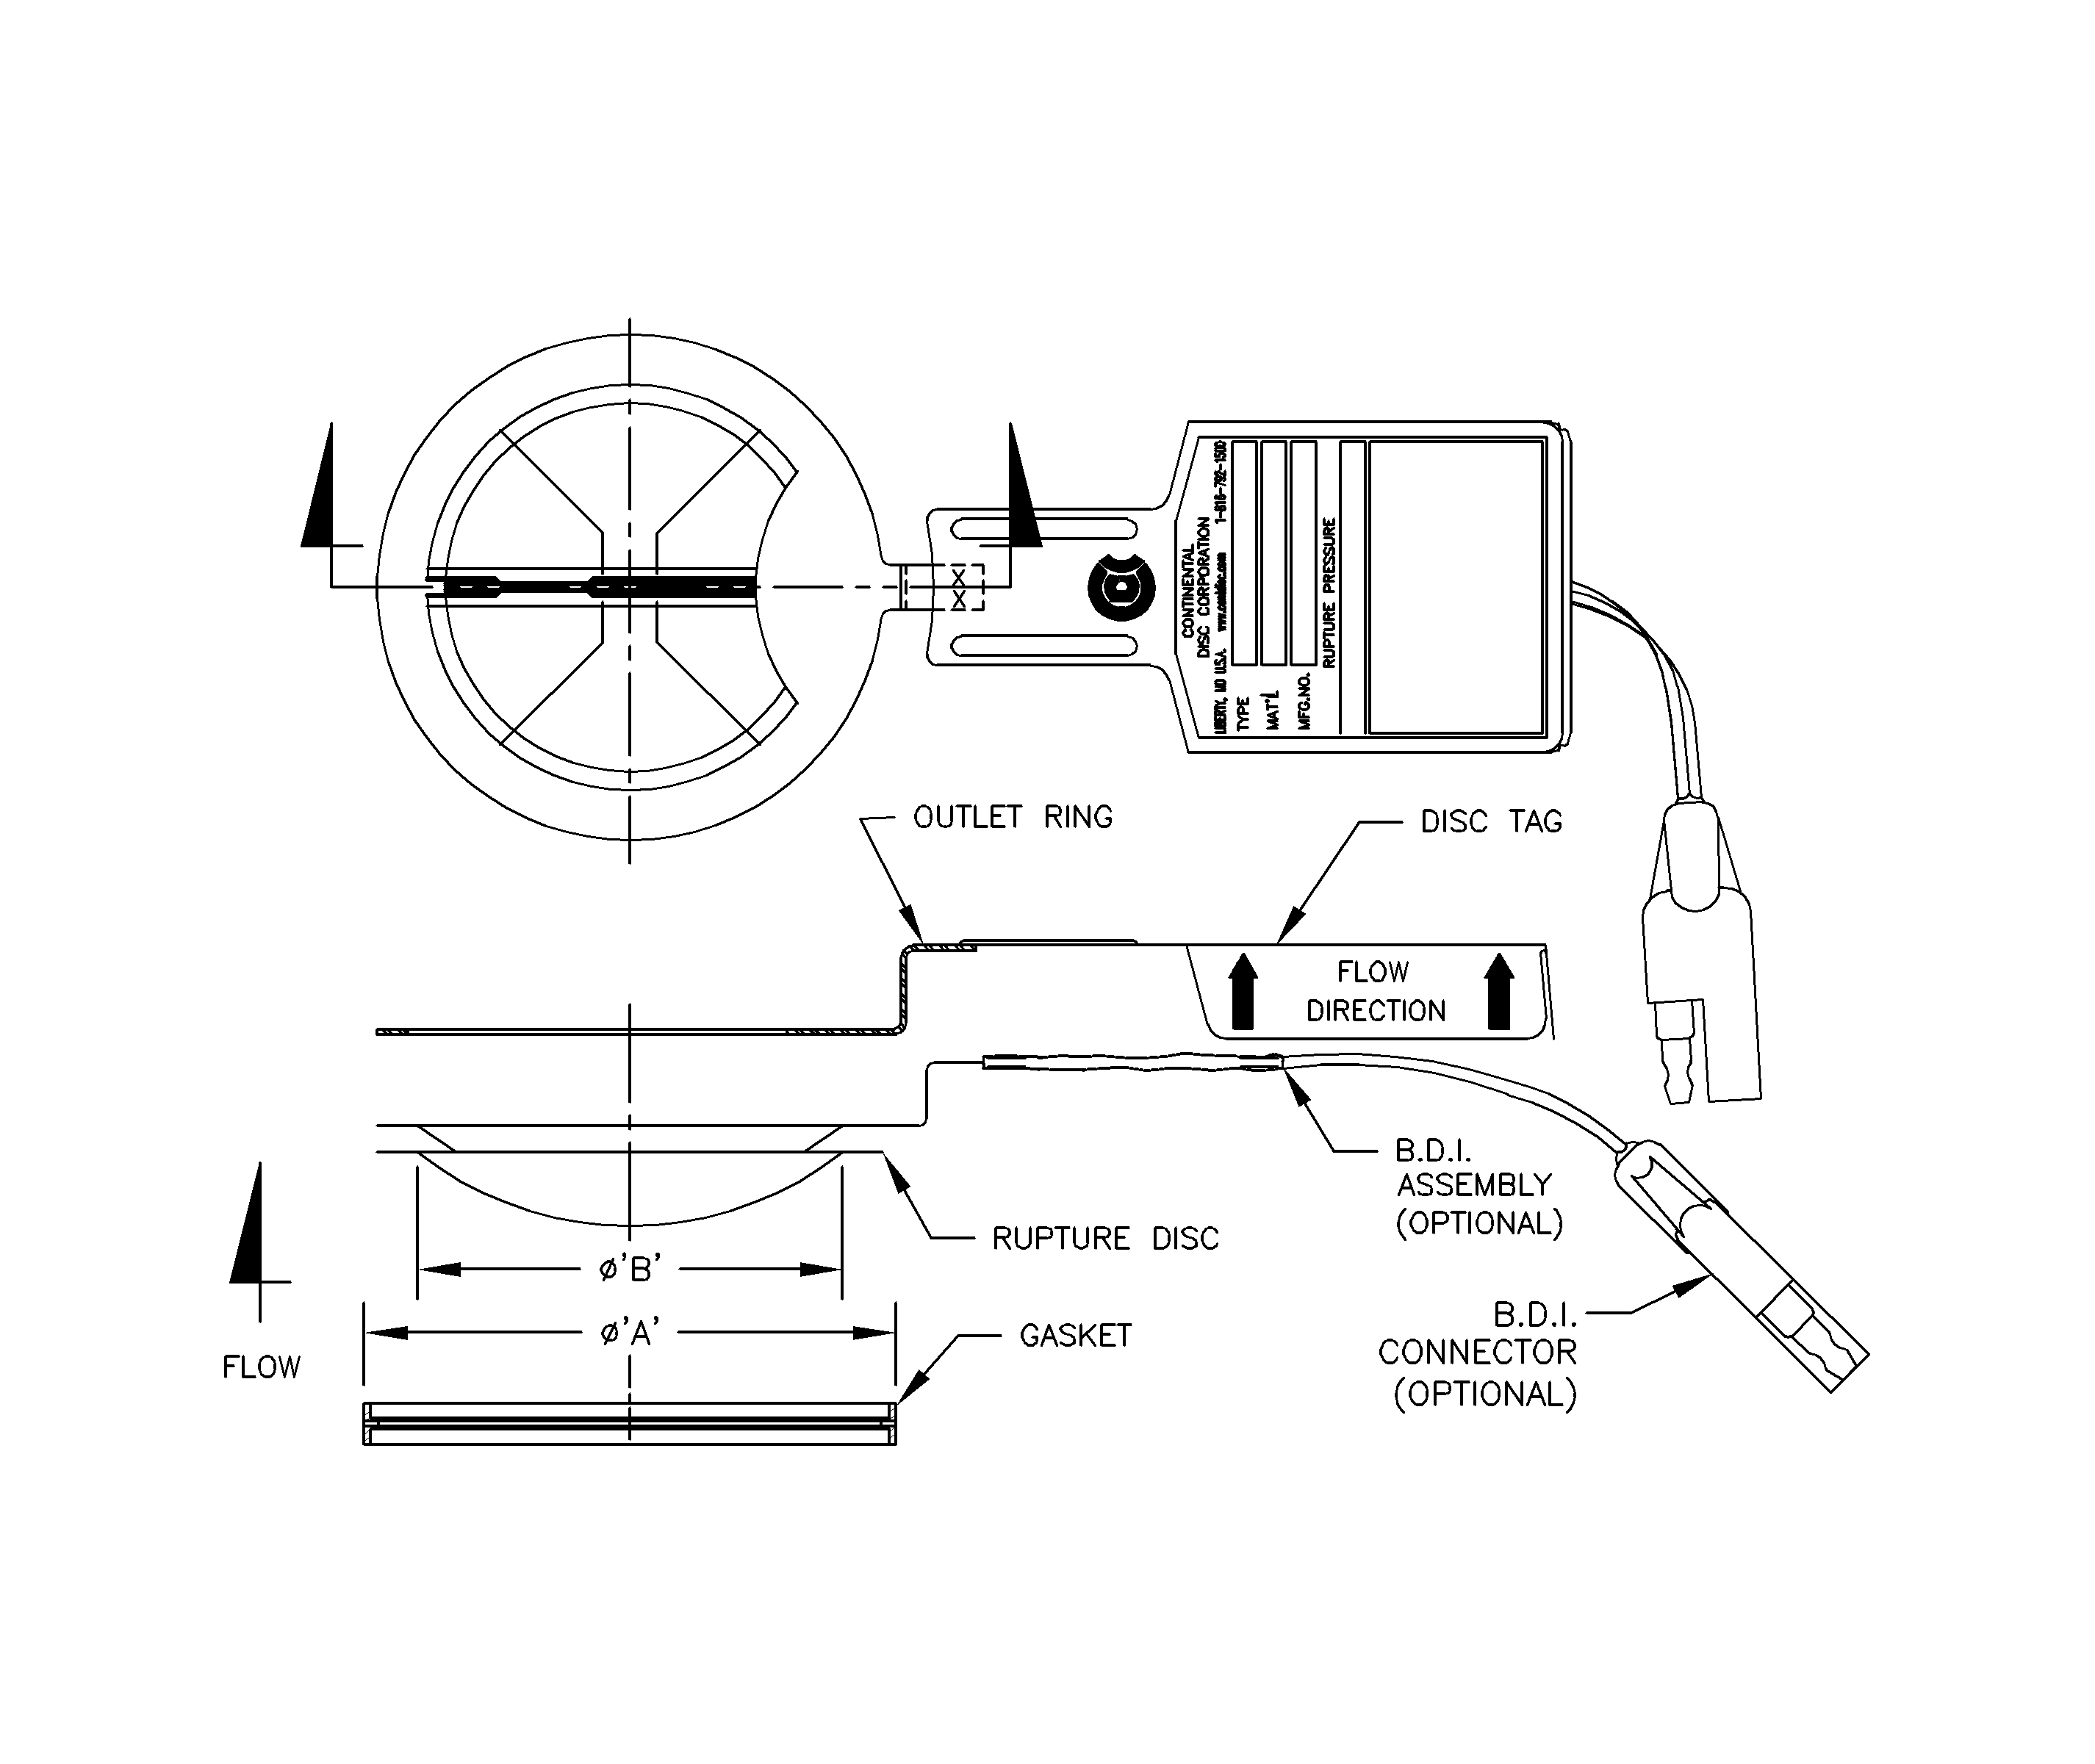 CONTINENTAL
DISC CORPORATION
LIBERTY, MO U.S.A. www.contdisc.com 1-816-792-1500
TYPE
MAT'L
MFG.NO.
RUPTURE PRESSURE
X
X
OUTLET RING
DISC TAG
FLOW
DIRECTION
B.D.I.
ASSEMBLY
(OPTIONAL)
RUPTURE DISC
ø'B'
ø'A'
GASKET
B.D.I.
CONNECTOR
(OPTIONAL)
FLOW